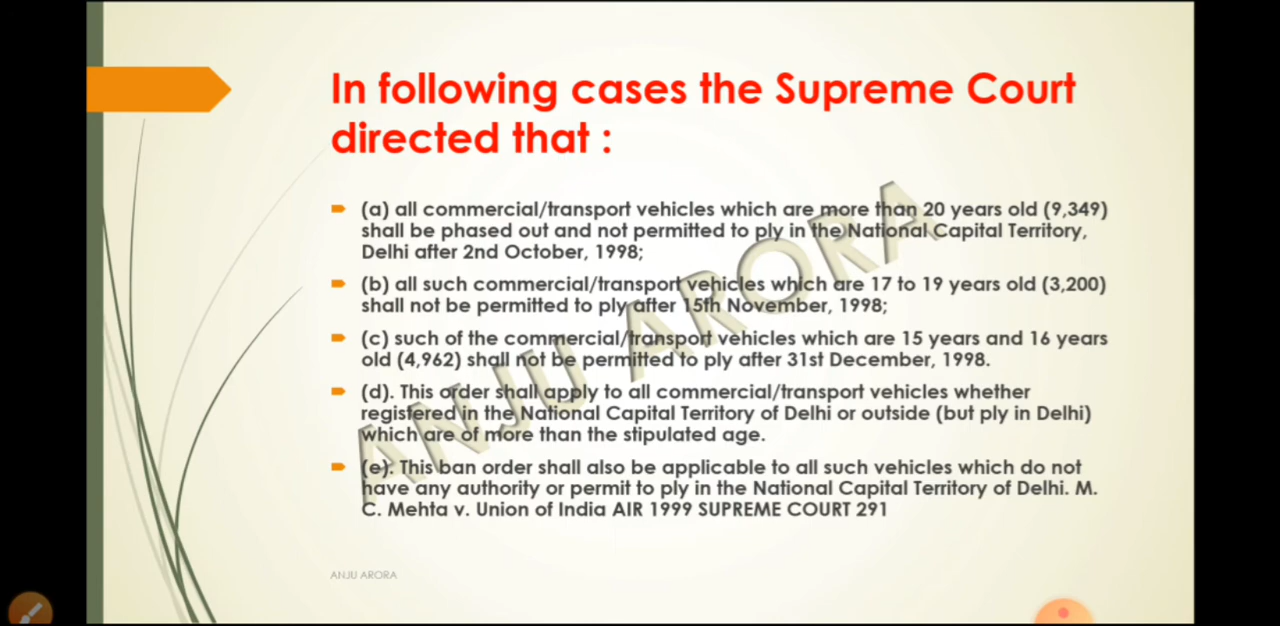 In following cases the Supreme Court
directed that :
(a) all commercial/transport vehicles which are more than 20 years old (9,349)
shall be phased out and not permitted to ply in the National Capital Territory,
Delhi after 2nd October, 1998;
(b) all such commercial/transport vehicles which are 17 to 19 years old (3,200)
shall not be permitted to ply after 15th November, 1998;
(c) such of the commercial/transport vehicles which are 15 years and 16 years
old (4,962) shall not be permitted to ply after 31st December, 1998.
(d). This order shall apply to all commercial/transport vehicles whether
registered in the National Capital Territory of Delhi or outside (but ply in Delhi)
which are of more than the stipulated age.
(e). This ban order shall also be applicable to all such vehicles which do not
have any authority or permit to ply in the National Capital Territory of Delhi. M.
C. Mehta v. Union of India AIR 1999 SUPREME COURT 291
ANJU ARORA
ANJU ARORA